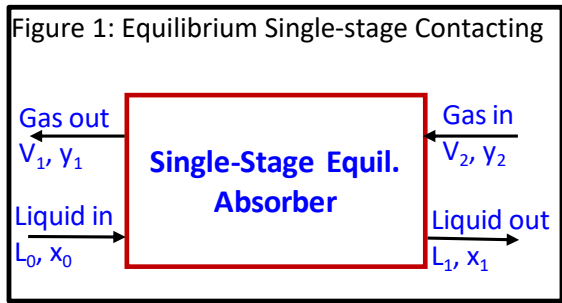 Figure 1: Equilibrium Single-stage Contacting
Gas out
V₁, y₁
Liquid in
L₀, x₀
Single-Stage Equil.
Absorber
Gas in
V₂, y₂
Liquid out
L₁, x₁